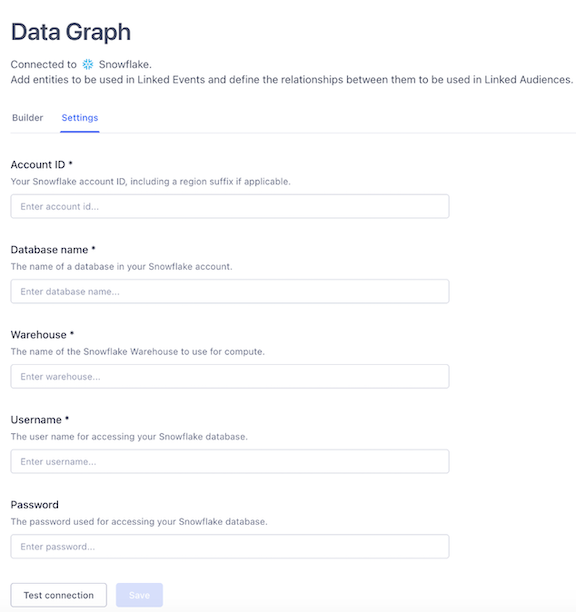 Data Graph
Connected to Snowflake.
Add entities to be used in Linked Events and define the relationships between them to be used in Linked Audiences.
Builder Settings
Account ID *
Your Snowflake account ID, including a region suffix if applicable.
Enter account id...
Database name *
The name of a database in your Snowflake account.
Enter database name...
Warehouse *
The name of the Snowflake Warehouse to use for compute.
Enter warehouse...
Username *
The user name for accessing your Snowflake database.
Enter username...
Password
The password used for accessing your Snowflake database.
Enter password...
Test connection Save